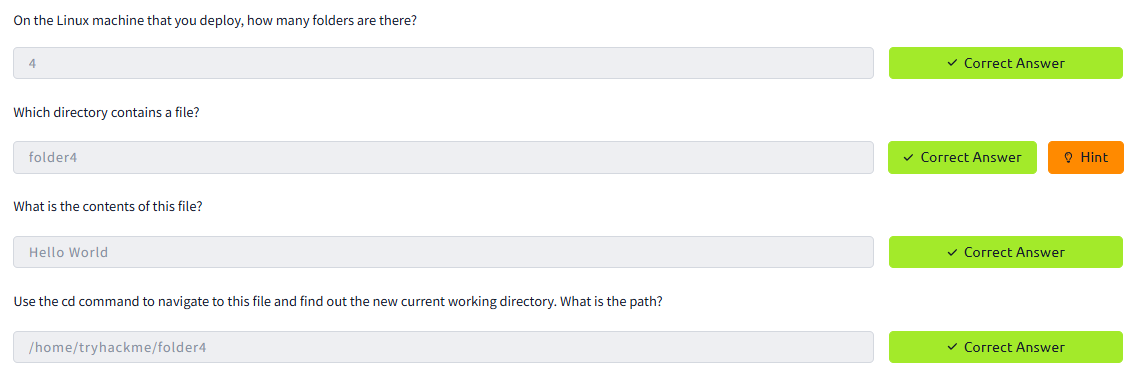 On the Linux machine that you deploy, how many folders are there?
4
Correct Answer
Which directory contains a file?
folder4
Correct Answer
Hint
What is the contents of this file?
Hello World
Correct Answer
Use the cd command to navigate to this file and find out the new current working directory. What is the path?
/home/tryhackme/folder4
Correct Answer